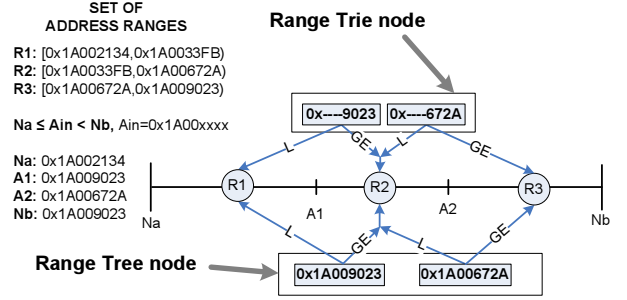 SET OF
ADDRESS RANGES
R1: [0x1A002134,0x1A0033FB)
R2: [0x1A0033FB,0x1A00672A)
R3: [0x1A00672A,0x1A009023)
Na ≤ Ain < Nb, Ain=0x1A00xxxx
Na: 0x1A002134
A1: 0x1A009023
A2: 0x1A00672A
Nb: 0x1A009023
Range Trie node
0x----9023 0x----672A
L GE L GE
R1 R2 R3
A1 A2
Na Nb
L GE L GE
Range Tree node
0x1A009023 0x1A00672A